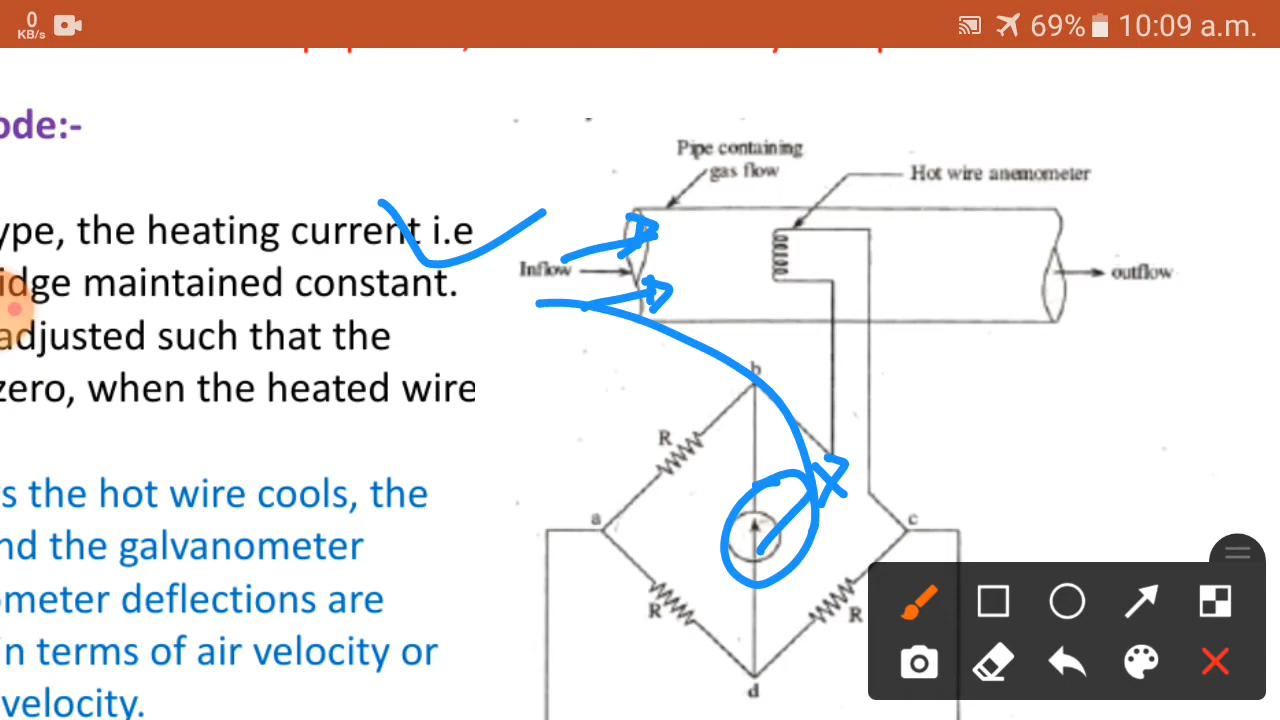 0
KB/s
69% 10:09 a.m.
ode:-
Pipe containing
gas flow
Hot wire anemometer
ype, the heating current i.e
Inflow
outflow
idge maintained constant.
adjusted such that the
zero, when the heated wire
b
R
s the hot wire cools, the
a
c
nd the galvanometer
ometer deflections are
R
R
n terms of air velocity or
d
velocity.